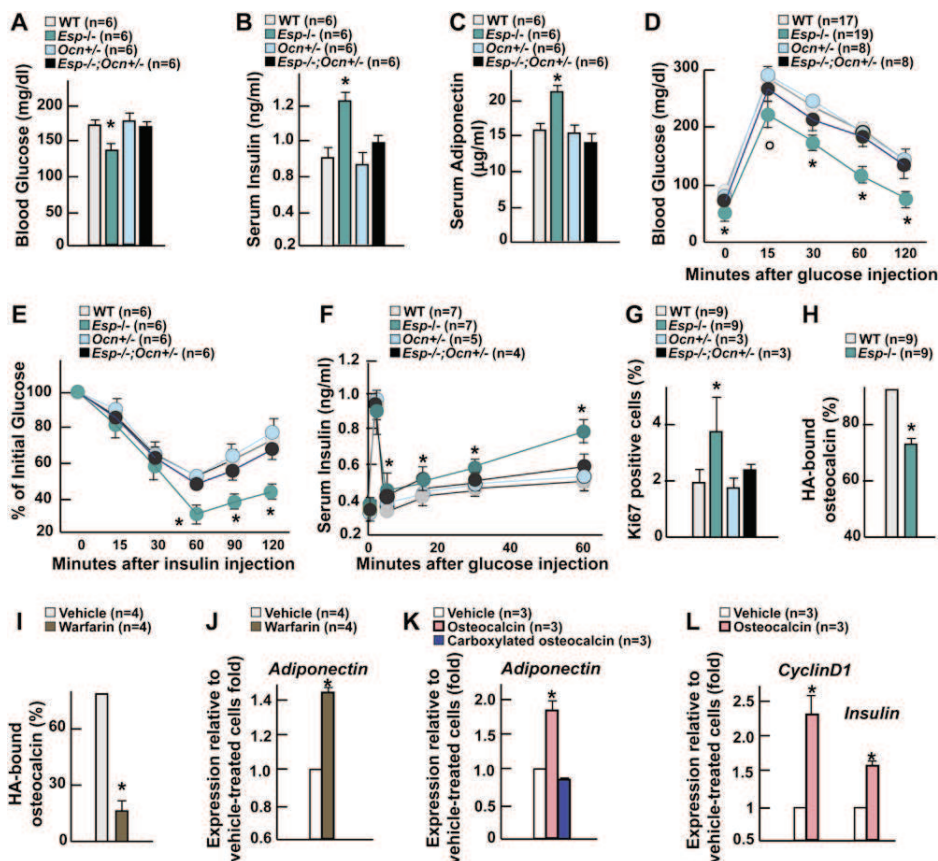 A
WT (n=6)
Esp-/- (n=6)
Ocn+/- (n=6)
Esp-/-;Ocn+/- (n=6)
Blood Glucose (mg/dl)
200
150
100
50
0
*
B
WT (n=6)
Esp-/- (n=6)
Ocn+/- (n=6)
Esp-/-;Ocn+/- (n=6)
Serum Insulin (ng/ml)
1.2
1.0
0.8
0.4
0.2
*
C
WT (n=6)
Esp-/- (n=6)
Ocn+/- (n=6)
Esp-/-;Ocn+/- (n=6)
Serum Adiponectin
(µg/ml)
20
15
10
5
0
*
D
WT (n=17)
Esp-/- (n=19)
Ocn+/- (n=8)
Esp-/-;Ocn+/- (n=8)
Blood Glucose (mg/dl)
300
200
100
0
* * * *
0 15 30 60 120
Minutes after glucose injection
E
WT (n=6)
Esp-/- (n=6)
Ocn+/- (n=6)
Esp-/-;Ocn+/- (n=6)
% of Initial Glucose
100
80
60
40
20
* * *
0 15 30 60 90 120
Minutes after insulin injection
F
WT (n=7)
Esp-/- (n=7)
Ocn+/- (n=5)
Esp-/-;Ocn+/- (n=4)
Serum Insulin (ng/ml)
1.2
1.0
0.8
0.6
0.4
0.2
* * * *
0 15 30 60
Minutes after glucose injection
G
WT (n=9)
Esp-/- (n=9)
Ocn+/- (n=3)
Esp-/-;Ocn+/- (n=3)
Ki67 positive cells (%)
4
2
0
*
H
WT (n=9)
Esp-/- (n=9)
HA-bound
osteocalcin (%)
80
60
40
*
I
Vehicle (n=4)
Warfarin (n=4)
HA-bound
osteocalcin (%)
60
30
0
*
J
Vehicle (n=4)
Warfarin (n=4)
Adiponectin
Expression relative to
vehicle-treated cells fold)
1.4
1.2
1.0
0.8
0.6
*
K
Vehicle (n=3)
Osteocalcin (n=3)
Carboxylated osteocalcin (n=3)
Adiponectin
Expression relative to
vehicle-treated cells (fold)
2.0
1.5
1.0
0.5
0
*
L
Vehicle (n=3)
Osteocalcin (n=3)
CyclinD1
Insulin
Expression relative to
vehicle-treated cells (fold)
2.5
2.0
1
0.5
* *